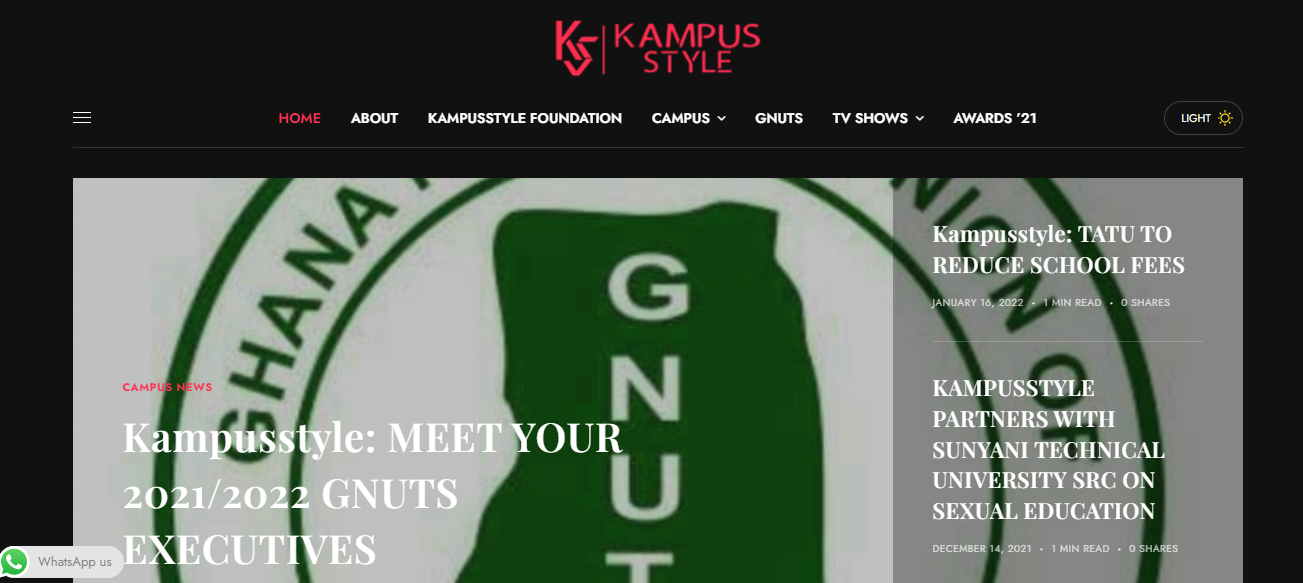 KAMPUS
STYLE
HOME ABOUT KAMPUSSTYLE FOUNDATION CAMPUS GNUTS TV SHOWS AWARDS '21
LIGHT
GHANA
NION OF
GNUT
CAMPUS NEWS
Kampusstyle: MEET YOUR
2021/2022 GNUTS
EXECUTIVES
Kampusstyle: TATU TO
REDUCE SCHOOL FEES
JANUARY 16, 2022 • 1 MIN READ • 0 SHARES
KAMPUSSTYLE
PARTNERS WITH
SUNYANI TECHNICAL
UNIVERSITY SRC ON
SEXUAL EDUCATION
DECEMBER 14, 2021 • 1 MIN READ • 0 SHARES
WhatsApp us